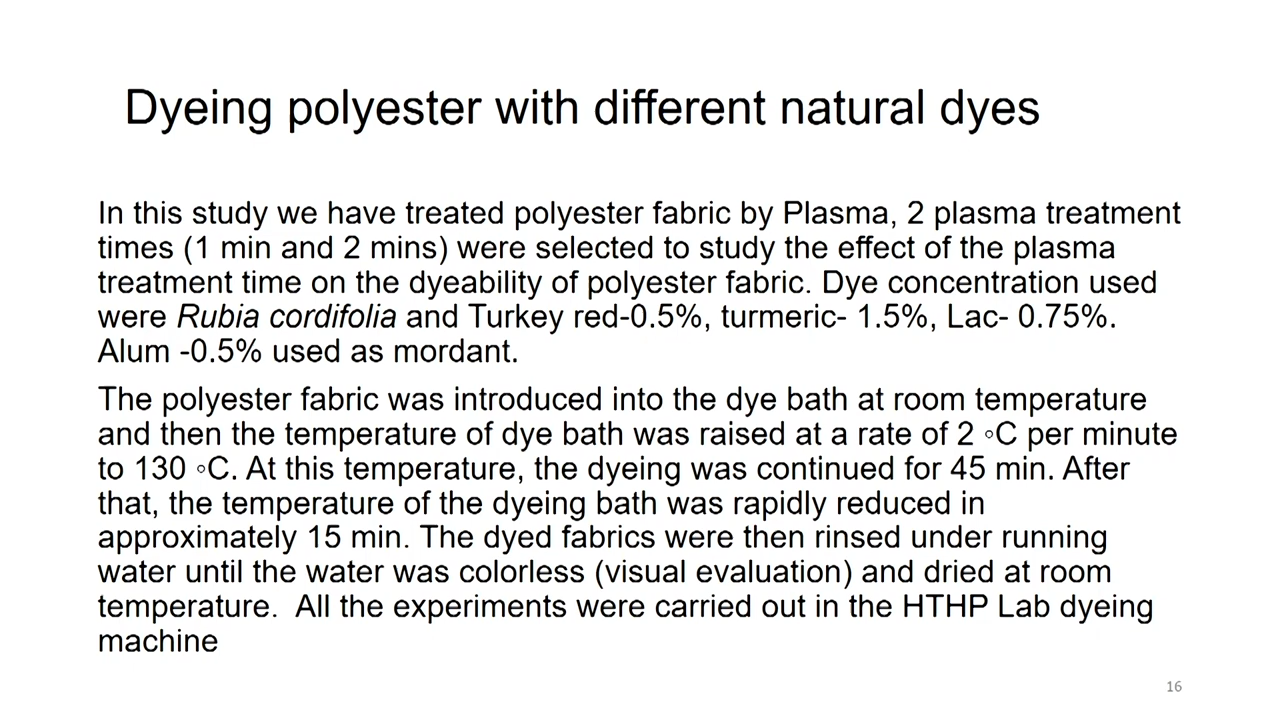 Dyeing polyester with different natural dyes
In this study we have treated polyester fabric by Plasma, 2 plasma treatment
times (1 min and 2 mins) were selected to study the effect of the plasma
treatment time on the dyeability of polyester fabric. Dye concentration used
were Rubia cordifolia and Turkey red-0.5%, turmeric- 1.5%, Lac- 0.75%.
Alum -0.5% used as mordant.
The polyester fabric was introduced into the dye bath at room temperature
and then the temperature of dye bath was raised at a rate of 2 ◦C per minute
to 130 ◦C. At this temperature, the dyeing was continued for 45 min. After
that, the temperature of the dyeing bath was rapidly reduced in
approximately 15 min. The dyed fabrics were then rinsed under running
water until the water was colorless (visual evaluation) and dried at room
temperature.  All the experiments were carried out in the HTHP Lab dyeing
machine
16